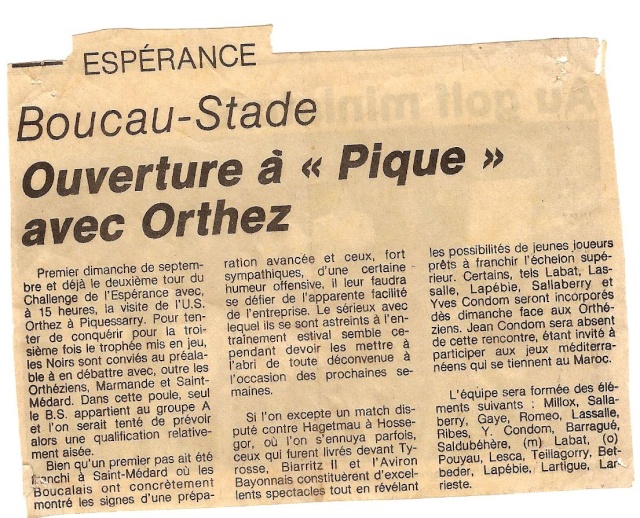 ESPÉRANCE
Boucau-Stade
Ouverture à « Pique »
avec Orthez
Premier dimanche de septem-
bre et déjà le deuxième tour du
Challenge de l'Espérance avec,
à 15 heures, la visite de l'U.S.
Orthez à Piquessarry. Pour ten-
ter de conquérir pour la troi-
sième fois le trophée mis en jeu,
les Noirs sont conviés au préala-
ble à en débattre avec, outre les
Orthéziens, Marmande et Saint-
Médard. Dans cette poule, seul
le B.S. appartient au groupe A
et l'on serait tenté de prévoir
alors une qualification relative-
ment aisée.
Bien qu'un premier pas ait été
franchi à Saint-Médard où les
Boucalais ont concrètement
montré les signes d'une prépa-
ration avancée et ceux, fort
sympathiques, d'une certaine
humeur offensive, il leur faudra
se défier de l'apparente facilité
de l'entreprise. Le sérieux avec
lequel ils se sont astreints à l'en-
traînement estival semble ce-
pendant devoir les mettre à
l'abri de toute déconvenue à
l'occasion des prochaines se-
maines.
Si l'on excepte un match dis-
puté contre Hagetmau à Hosse-
gor, où l'on s'ennuya parfois,
ceux qui furent livrés devant Ty-
rosse, Biarritz II et l'Aviron
Bayonnais constituèrent d'excel-
lents spectacles tout en révélant
les possibilités de jeunes joueurs
prêts à franchir l'échelon supé-
rieur. Certains, tels Labat, Las-
salle, Lapébie, Sallaberry et
Yves Condom seront incorporés
dès dimanche face aux Orthé-
ziens. Jean Condom sera absent
de cette rencontre, étant invité à
participer aux jeux méditerra-
néens qui se tiennent au Maroc.
L'équipe sera formée des élé-
ments suivants : Millox, Salla-
berry, Gaye, Romeo, Lassalle,
Ribes, Y. Condom, Barragué,
Saldubéhère, (m) Labat, (o)
Pouyau, Lesca, Teillagorry, Bet-
beder, Lapébie, Lartigue, Lar-
rieste.